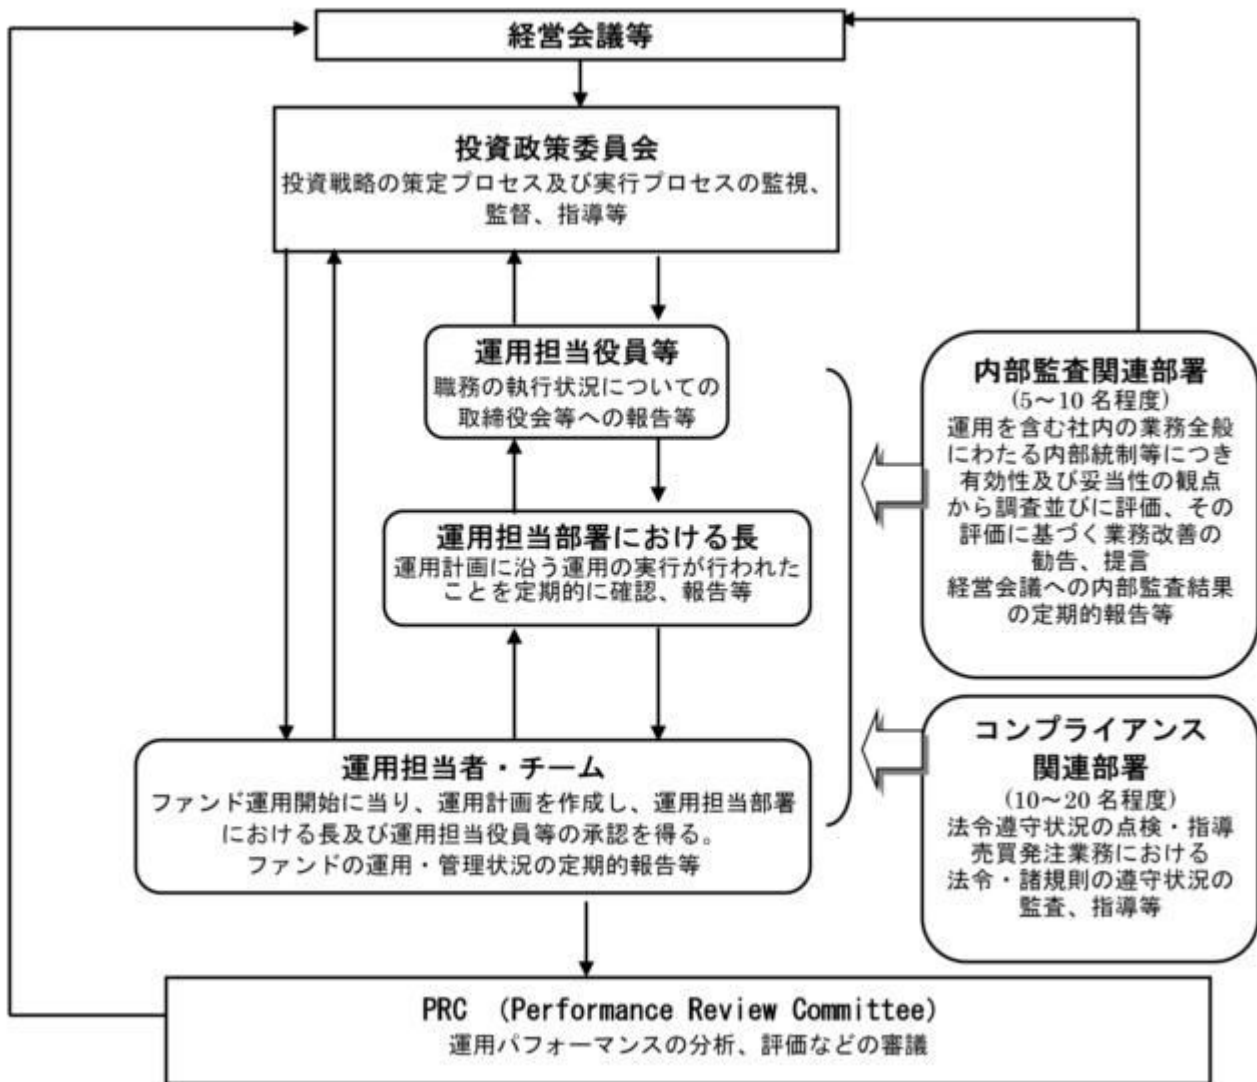 経営会議等
投資政策委員会
投資戦略の策定プロセス及び実行プロセスの監視、
監督、指導等
運用担当役員等
職務の執行状況についての
取締役会等への報告等
運用担当部署における長
運用計画に沿う運用の実行が行われた
ことを定期的に確認、報告等
運用担当者・チーム
ファンド運用開始に当り、運用計画を作成し、運用担当部署
における長及び運用担当役員等の承認を得る。
ファンドの運用・管理状況の定期的報告等
内部監査関連部署
(5～10 名程度)
運用を含む社内の業務全般
にわたる内部統制等につき
有効性及び妥当性の観点
から調査並びに評価、その
評価に基づく業務改善の
勧告、提言
経営会議への内部監査結果
の定期的報告等
コンプライアンス
関連部署
(10～20 名程度)
法令遵守状況の点検・指導
売買発注業務における
法令・諸規則の遵守状況の
監査、指導等
PRC (Performance Review Committee)
運用パフォーマンスの分析、評価などの審議